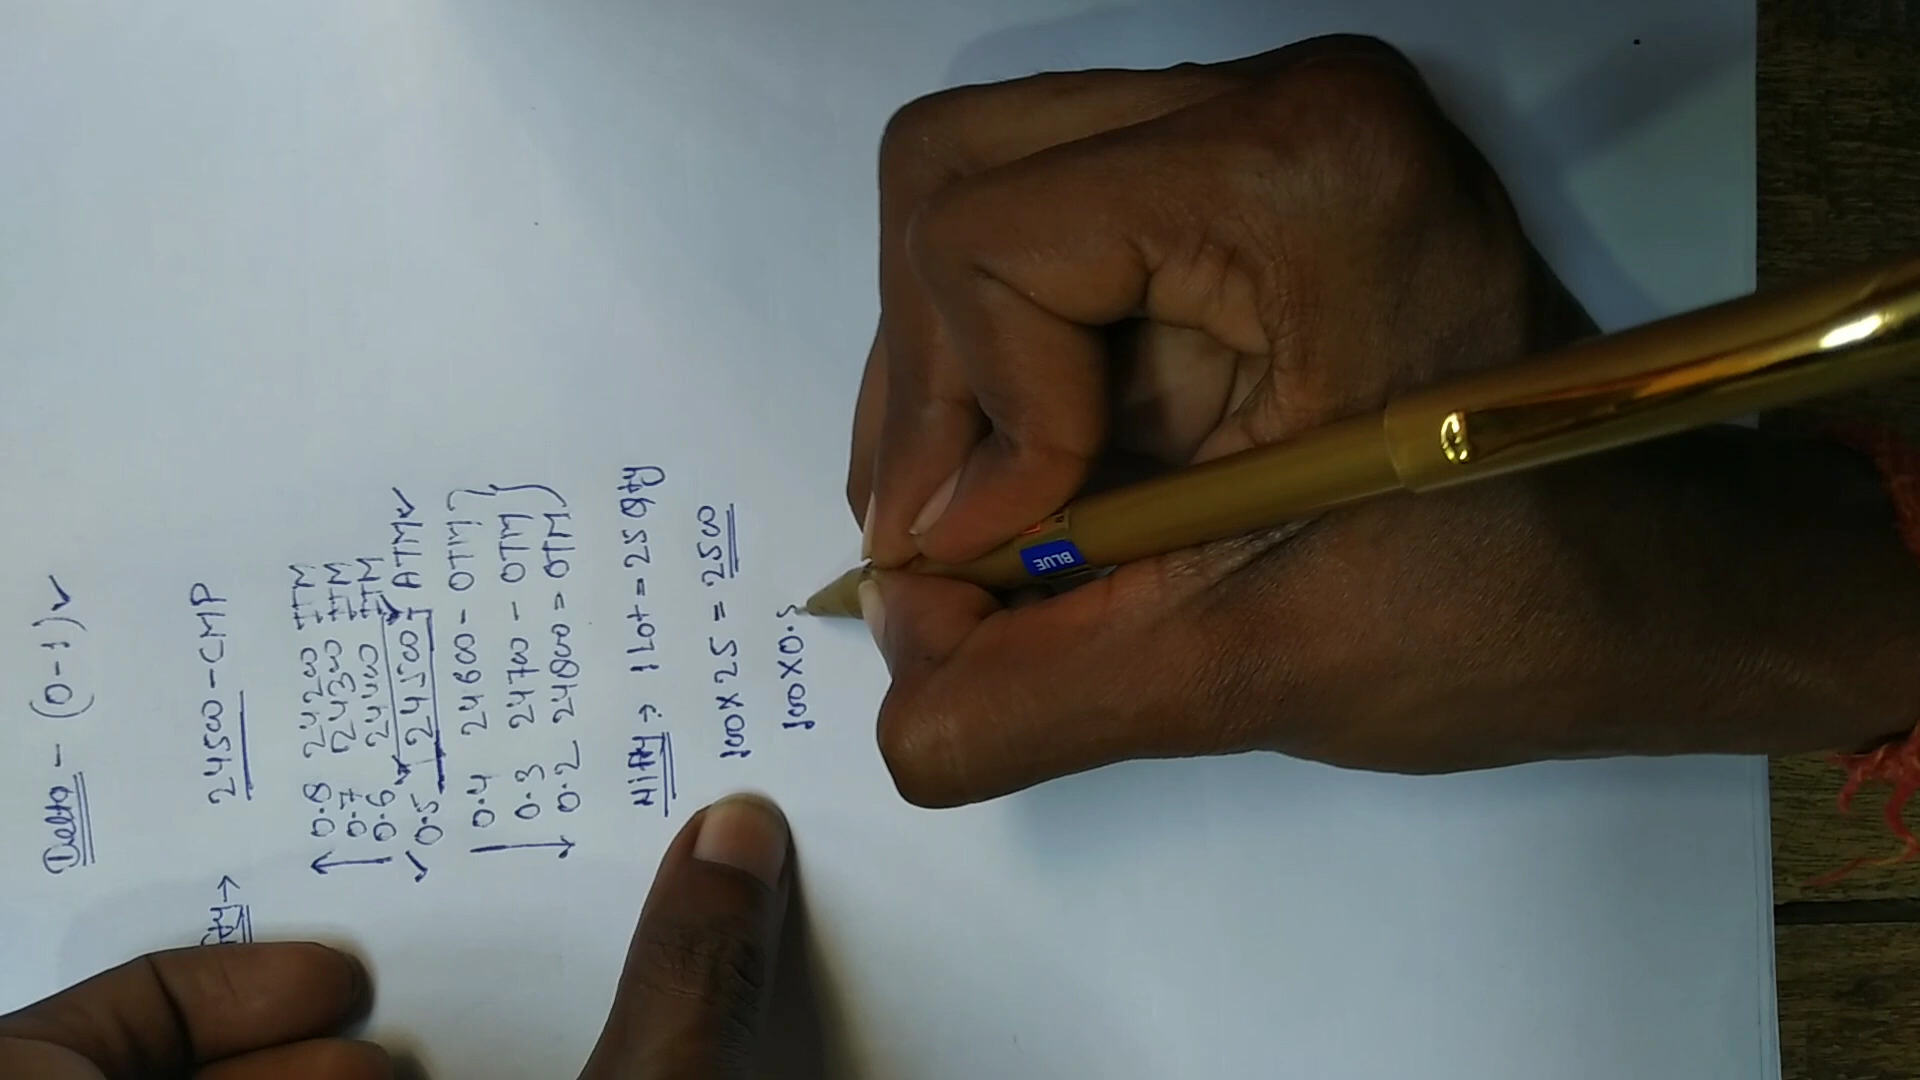 Delta - (0-1)✓
fty→ 24500 - CMP
0.8 24200 ITM
0.7 24300 ITM
0.6 24400 ITM
✓0.5 24500 ATM✓
0.4 24600 - OTM
0.3 24700 - OTM
0.2 24800 = OTM
Nifty → 1 Lot = 25 Qty
100 X 25 = 2500
100 X 0.5
BLUE